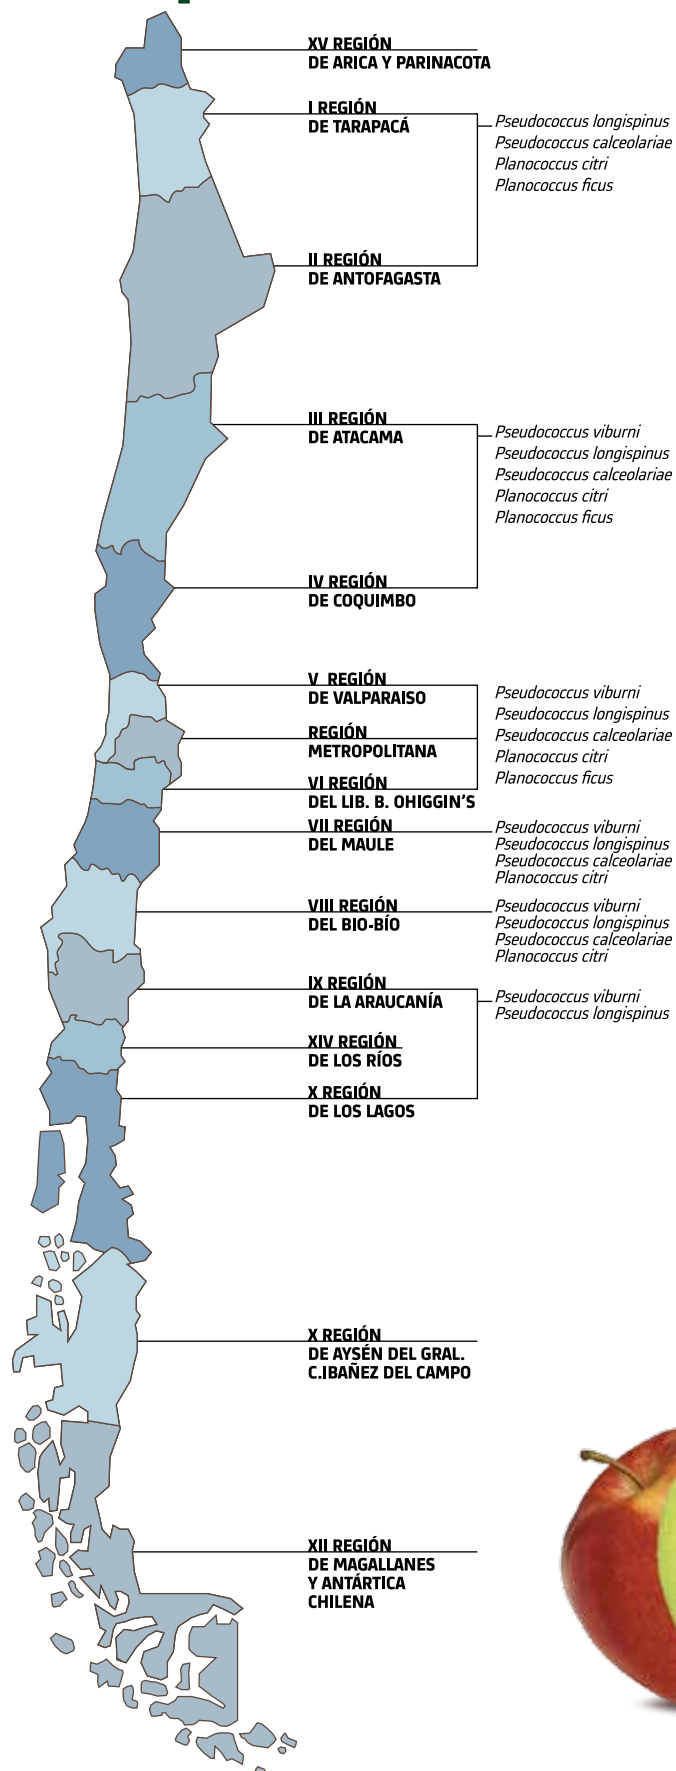 XV REGIÓN
DE ARICA Y PARINACOTA
I REGIÓN
DE TARAPACÁ
Pseudococcus longispinus
Pseudococcus calceolariae
Planococcus citri
Planococcus ficus
II REGIÓN
DE ANTOFAGASTA
III REGIÓN
DE ATACAMA
Pseudococcus viburni
Pseudococcus longispinus
Pseudococcus calceolariae
Planococcus citri
Planococcus ficus
IV REGIÓN
DE COQUIMBO
V REGIÓN
DE VALPARAISO
REGIÓN
METROPOLITANA
VI REGIÓN
DEL LIB. B. OHIGGIN'S
Pseudococcus viburni
Pseudococcus longispinus
Pseudococcus calceolariae
Planococcus citri
Planococcus ficus
VII REGIÓN
DEL MAULE
Pseudococcus viburni
Pseudococcus longispinus
Pseudococcus calceolariae
Planococcus citri
VIII REGIÓN
DEL BIO-BÍO
Pseudococcus viburni
Pseudococcus longispinus
Pseudococcus calceolariae
Planococcus citri
IX REGIÓN
DE LA ARAUCANÍA
Pseudococcus viburni
Pseudococcus longispinus
XIV REGIÓN
DE LOS RÍOS
X REGIÓN
DE LOS LAGOS
X REGIÓN
DE AYSÉN DEL GRAL.
C.IBAÑEZ DEL CAMPO
XII REGIÓN
DE MAGALLANES
Y ANTÁRTICA
CHILENA